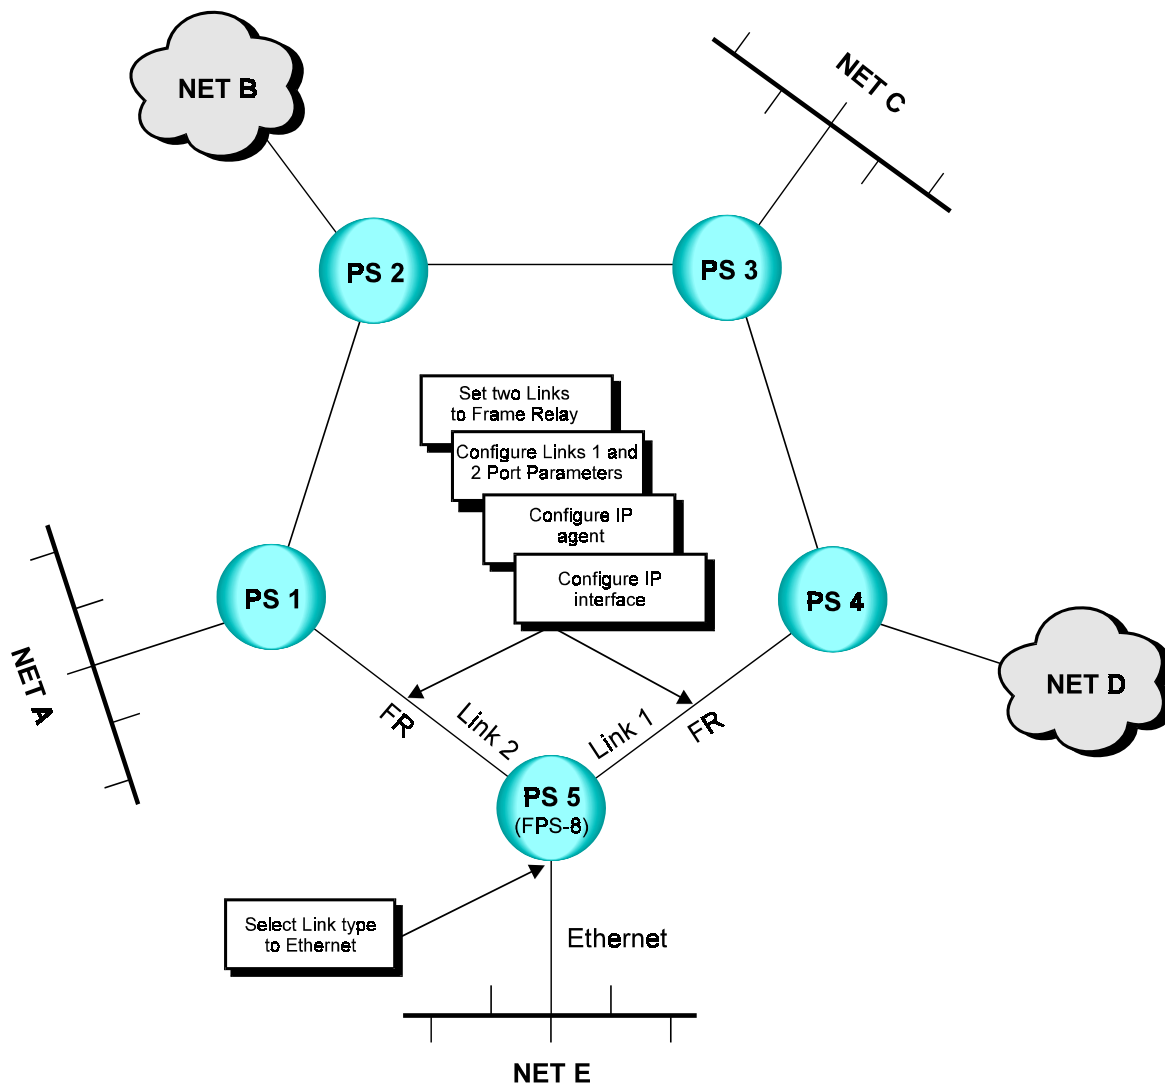 NET B
NET C
PS 2
PS 3
Set two Links
to Frame Relay
Configure Links 1 and
2 Port Parameters
Configure IP
agent
Configure IP
interface
PS 1
PS 4
NET A
NET D
FR
Link 2
Link 1
FR
PS 5
(FPS-8)
Select Link type
to Ethernet
Ethernet
NET E